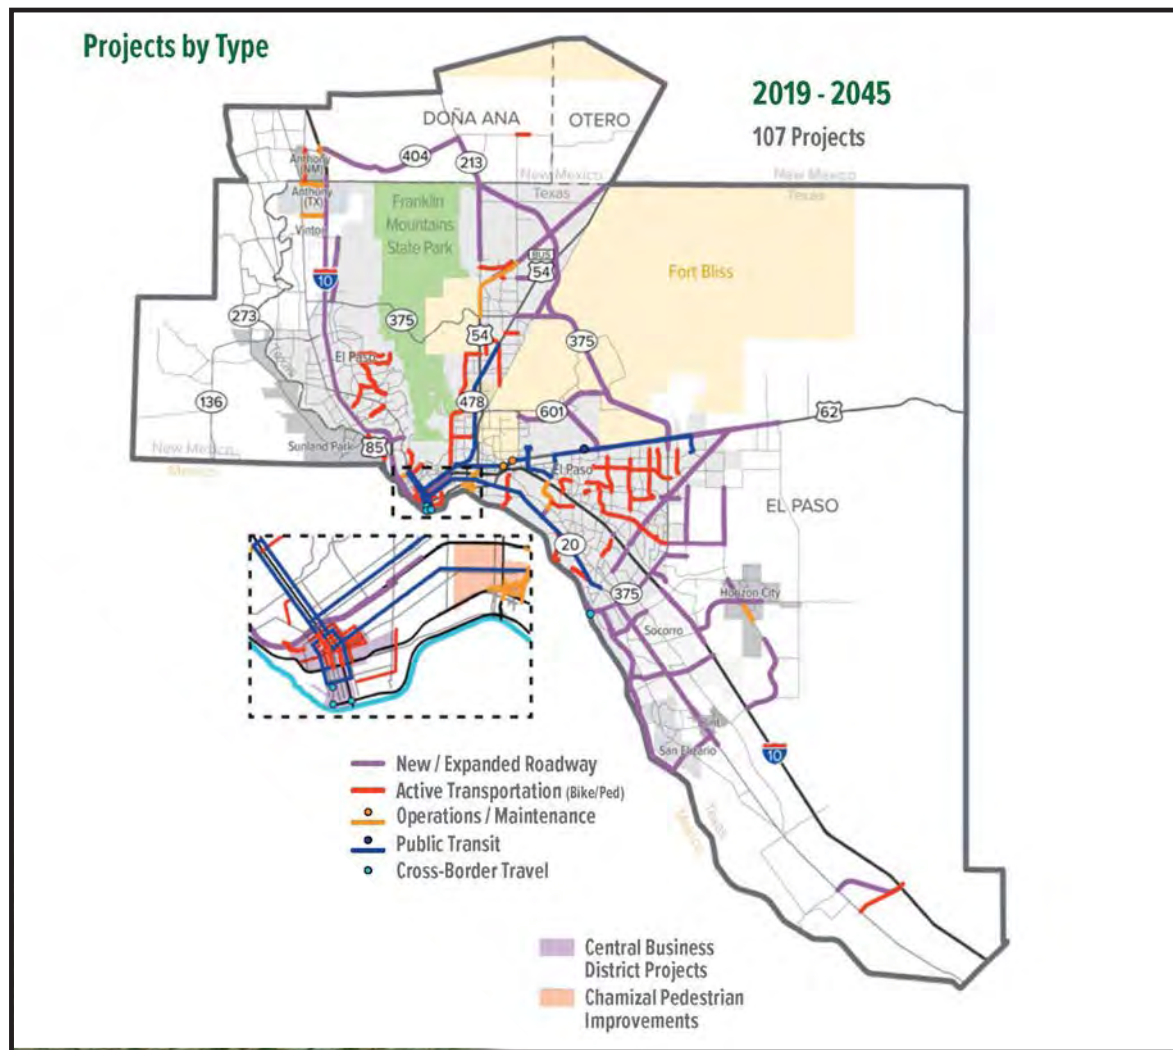 Projects by Type
2019 - 2045
107 Projects
DOÑA ANA
OTERO
404
213
Anthony
(NM)
New Mexico
Texas
New Mexico
Texas
Anthony
(TX)
Vinton
Franklin
Mountains
State Park
BUS
54
Fort Bliss
10
273
375
54
375
El Paso
136
478
601
62
Sunland Park
85
New Mexico
Mexico
El Paso
EL PASO
20
375
Horizon City
Socorro
San Elizario
10
Texas
Mexico
New / Expanded Roadway
Active Transportation (Bike/Ped)
Operations / Maintenance
Public Transit
Cross-Border Travel
Central Business
District Projects
Chamizal Pedestrian
Improvements